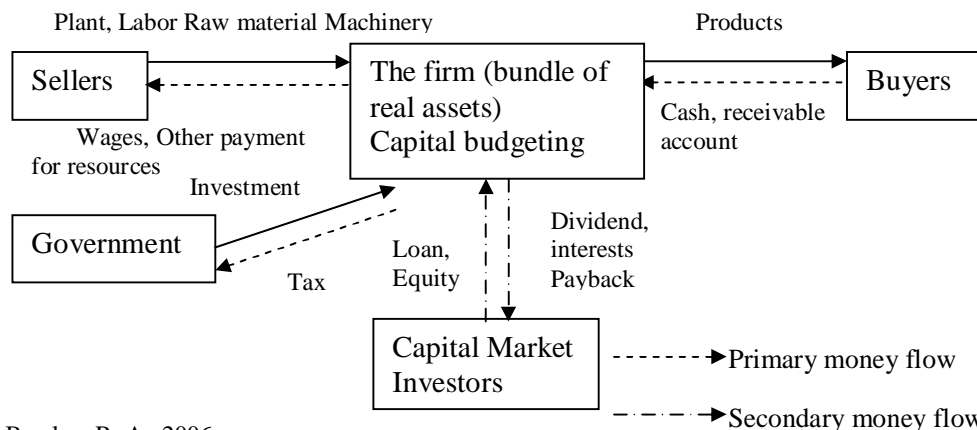 Plant, Labor Raw material Machinery
Products
Sellers
The firm (bundle of
real assets)
Capital budgeting
Buyers
Cash, receivable
account
Wages, Other payment
for resources
Investment
Government
Tax
Loan,
Equity
Dividend,
interests
Payback
Capital Market
Investors
Primary money flow
Secondary money flow
2006